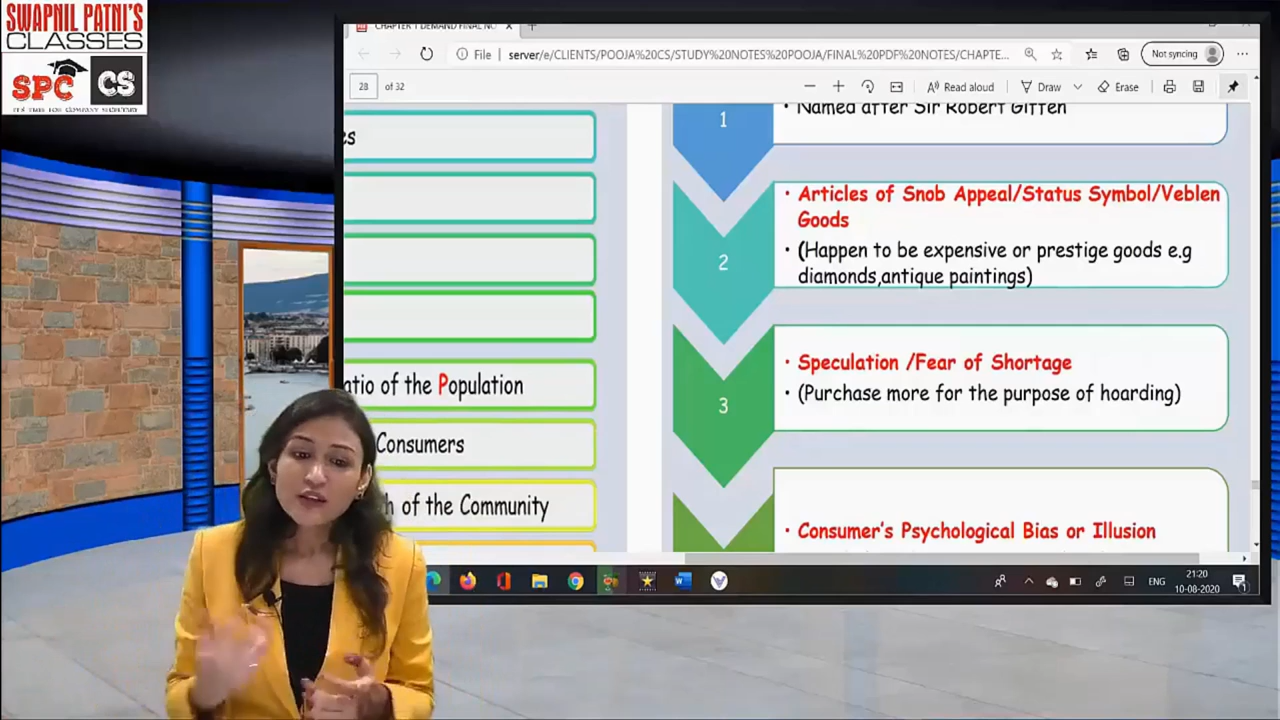 SWAPNIL PATNI'S
CLASSES
SPC
CS
CHAPTER 1 DEMAND FINAL NO
File
server/e/CLIENTS/POOJA%20CS/STUDY%20NOTES%20POOJA/FINAL%20PDF%20NOTES/CHAPTE...
Not syncing
28 of 32
Read aloud
Draw
Erase
1
• Named after Sir Robert Giffen
es
2
• Articles of Snob Appeal/Status Symbol/Veblen
Goods
• (Happen to be expensive or prestige goods e.g
diamonds,antique paintings)
3
• Speculation /Fear of Shortage
• (Purchase more for the purpose of hoarding)
atio of the Population
Consumers
h of the Community
• Consumer's Psychological Bias or Illusion
ENG
21:20
10-08-2020